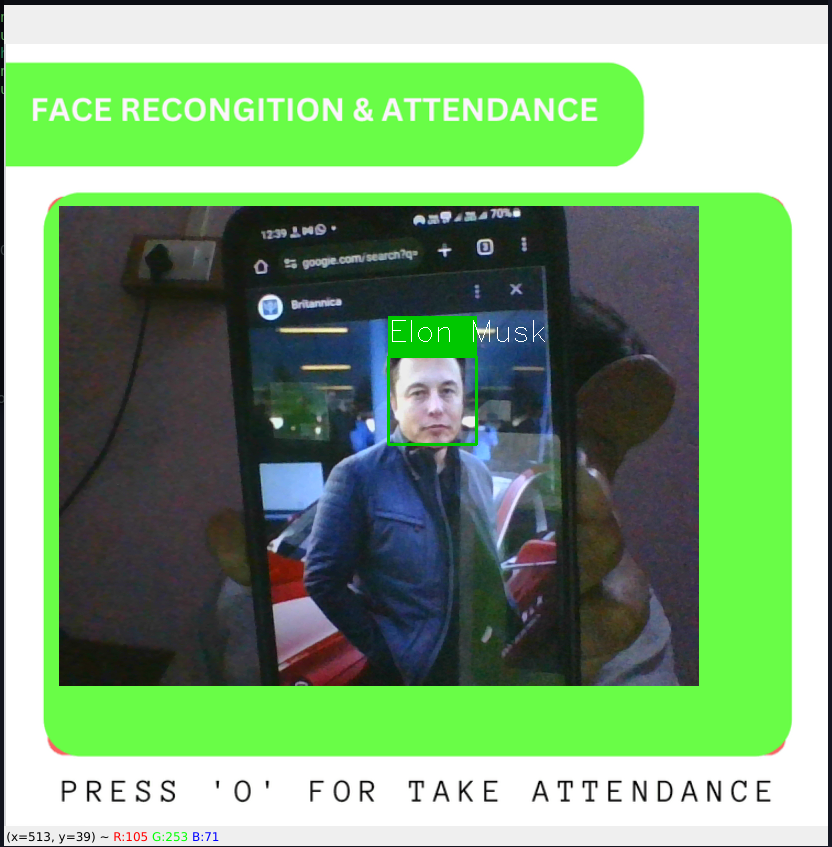 FACE RECONGITION & ATTENDANCE
12:39
70%
google.com/search?q=
3
Britannica
Elon Musk
PRESS 'O' FOR TAKE ATTENDANCE
(x=513, y=39) ~ R:105 G:253 B:71